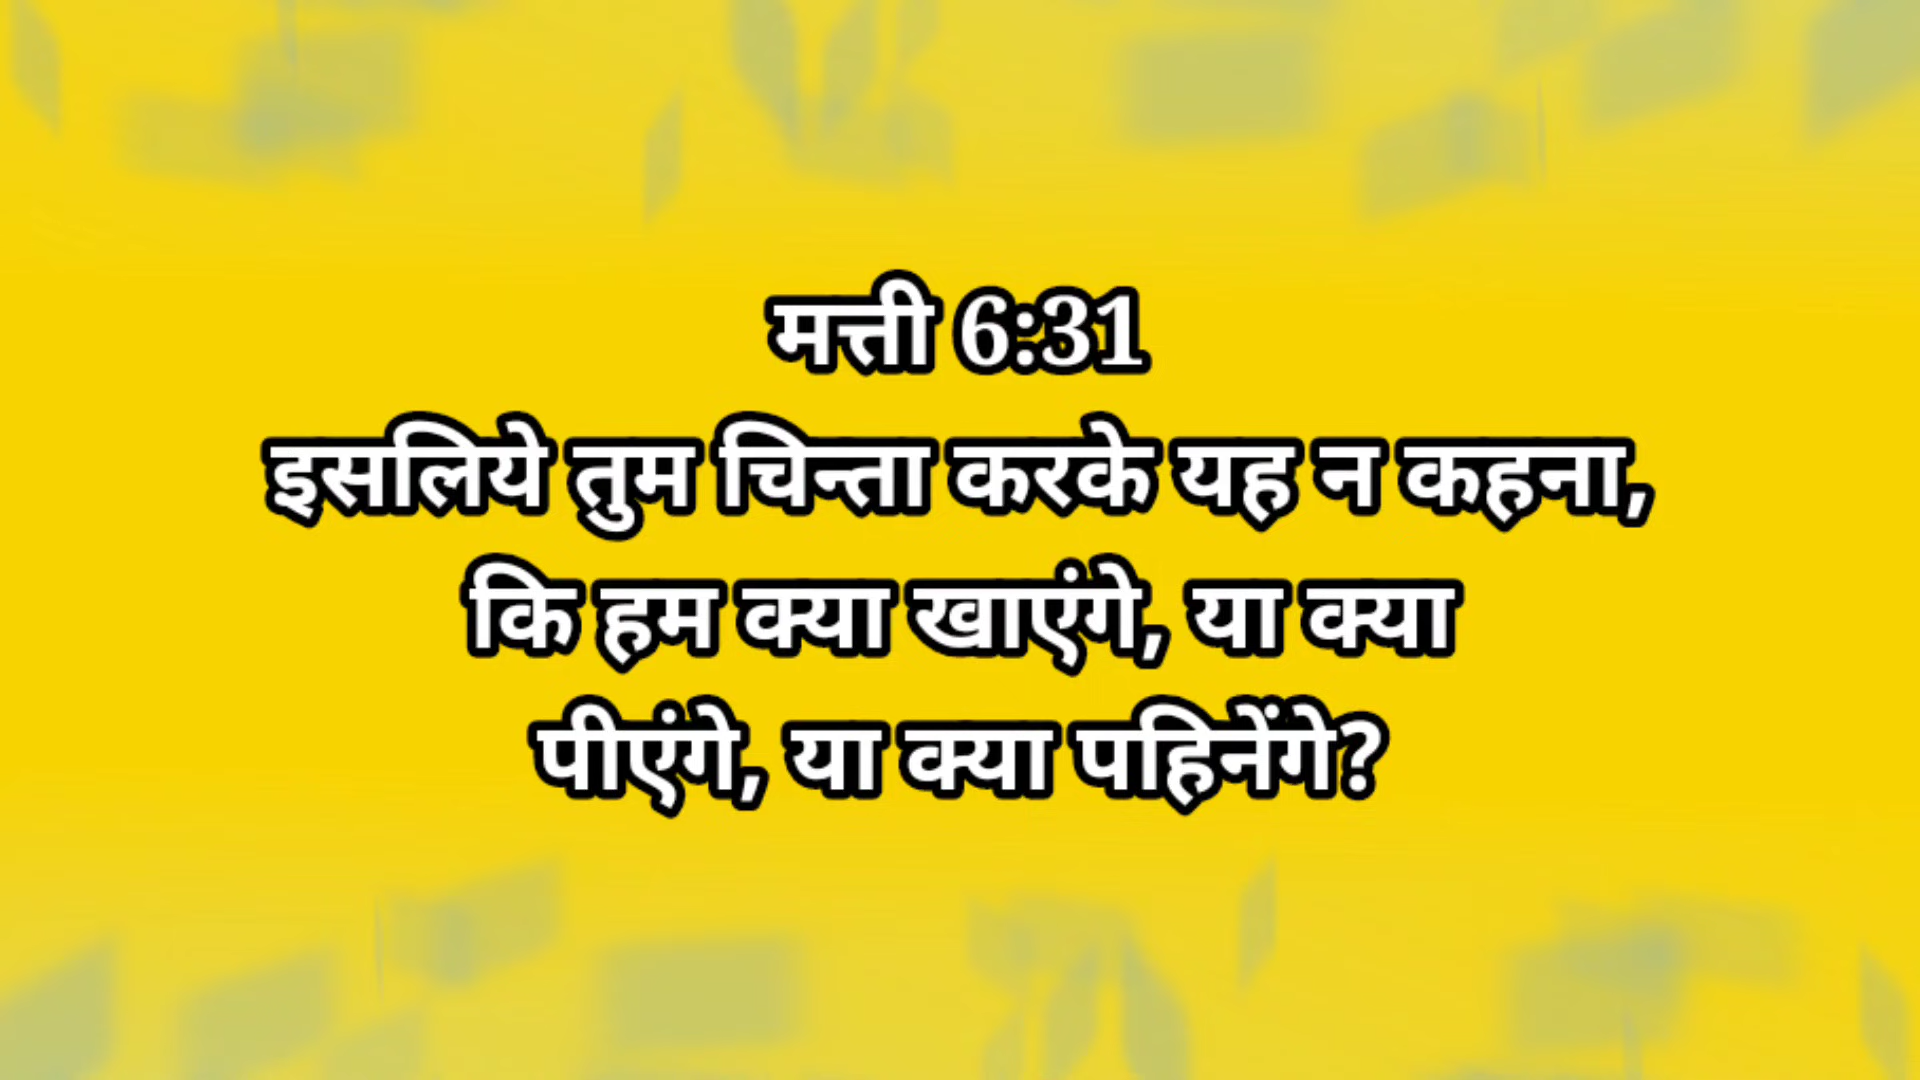 मत्ती 6:31
इसलिये तुम चिन्ता करके यह न कहना,
कि हम क्या खाएंगे, या क्या
पीएंगे, या क्या पहिनेंगे?